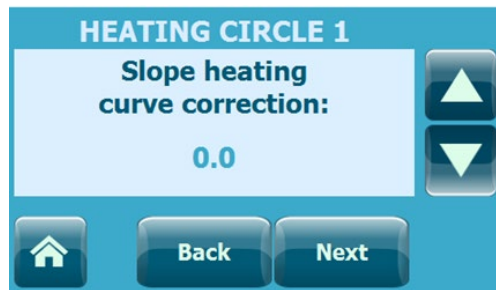 HEATING CIRCLE 1
Slope heating
curve correction:
0.0
Back Next